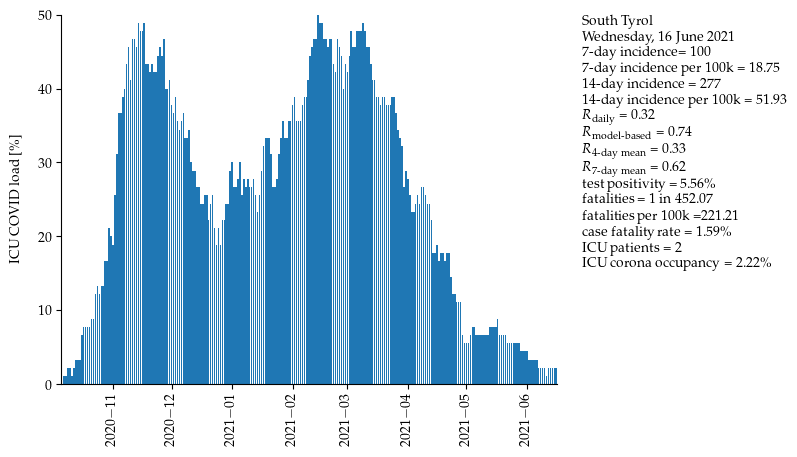 50
40
30
20
10
0
ICU COVID load [%]
2020−11
2020−12
2021−01
2021−02
2021−03
2021−04
2021−05
2021−06
South Tyrol
Wednesday, 16 June 2021
7-day incidence= 100
7-day incidence per 100k = 18.75
14-day incidence = 277
14-day incidence per 100k = 51.93
R daily = 0.32
R model-based = 0.74
R 4-day mean = 0.33
R 7-day mean = 0.62
test positivity = 5.56%
fatalities = 1 in 452.07
fatalities per 100k =221.21
case fatality rate = 1.59%
ICU patients = 2
ICU corona occupancy = 2.22%